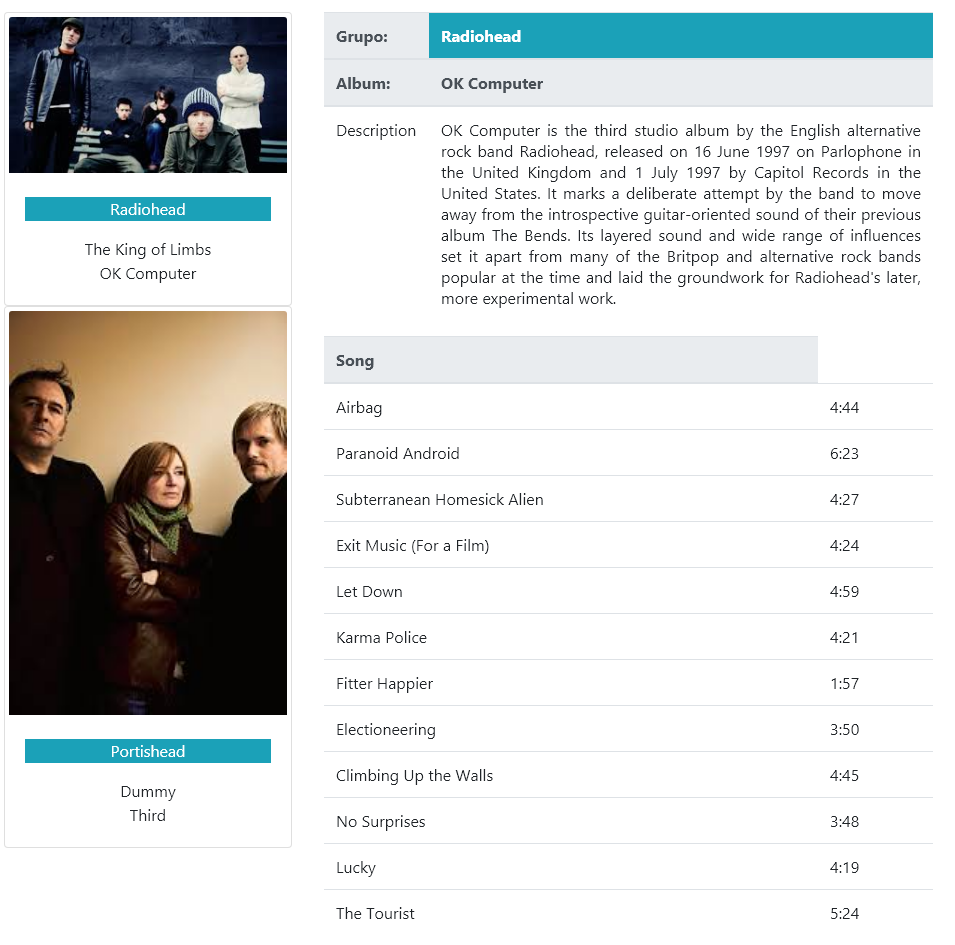 Radiohead
The King of Limbs
OK Computer
Portishead
Dummy
Third
Grupo: Radiohead
Album: OK Computer
Description OK Computer is the third studio album by the English alternative
rock band Radiohead, released on 16 June 1997 on Parlophone in
the United Kingdom and 1 July 1997 by Capitol Records in the
United States. It marks a deliberate attempt by the band to move
away from the introspective guitar-oriented sound of their previous
album The Bends. Its layered sound and wide range of influences
set it apart from many of the Britpop and alternative rock bands
popular at the time and laid the groundwork for Radiohead's later,
more experimental work.
Song
Airbag 4:44
Paranoid Android 6:23
Subterranean Homesick Alien 4:27
Exit Music (For a Film) 4:24
Let Down 4:59
Karma Police 4:21
Fitter Happier 1:57
Electioneering 3:50
Climbing Up the Walls 4:45
No Surprises 3:48
Lucky 4:19
The Tourist 5:24